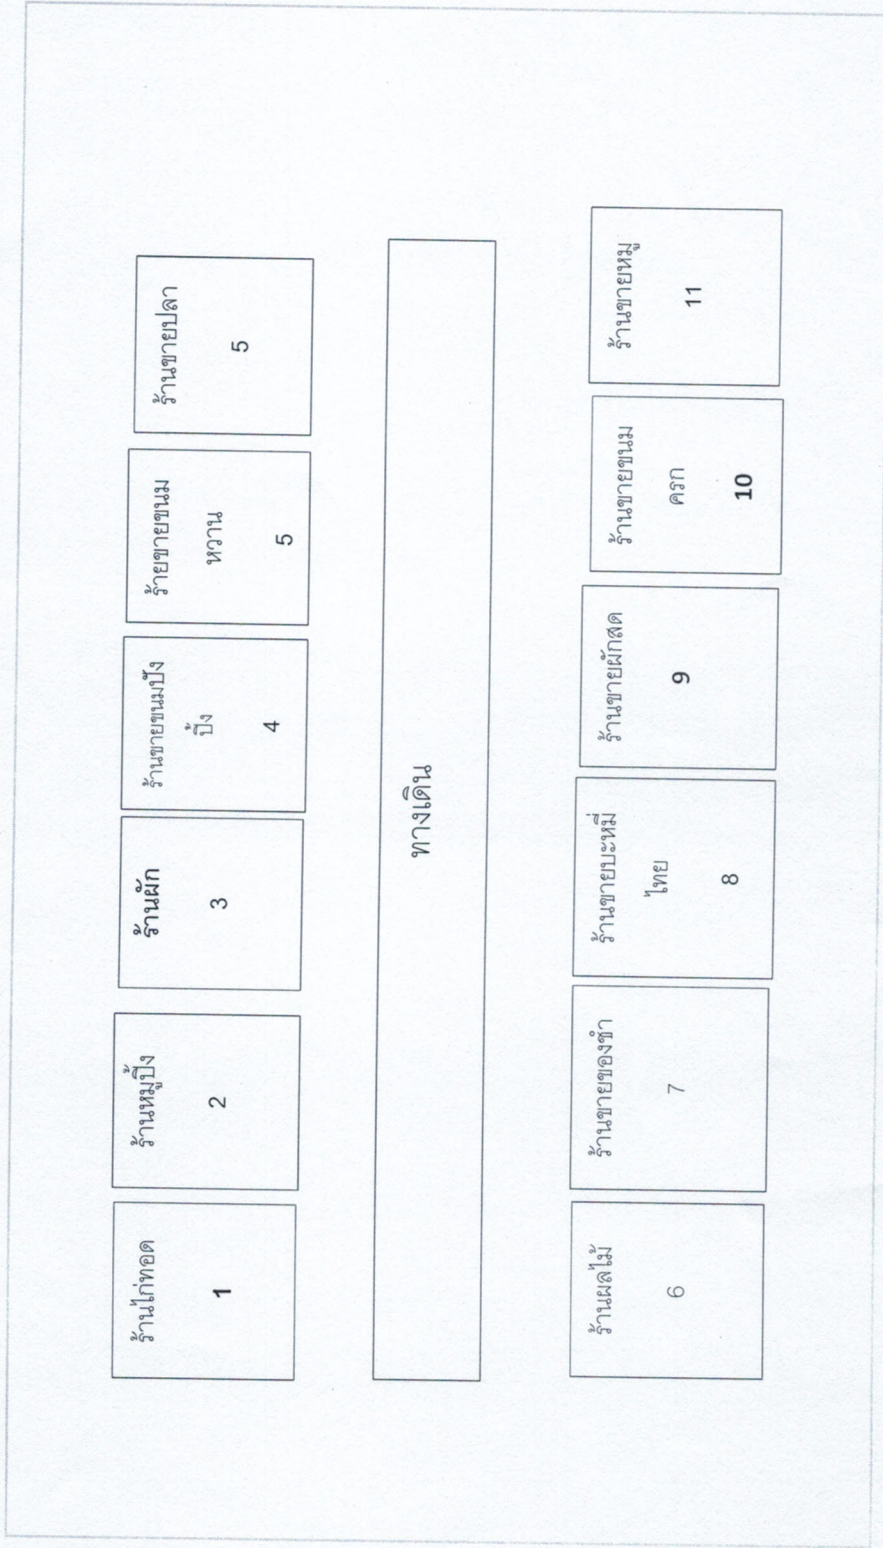 ร้านไก่ทอด
1
ร้านหมูปิ้ง
2
ร้านผัก
3
ร้านขายขนมปัง
ปิ้ง
4
ร้ายขายขนม
หวาน
5
ร้านขายปลา
5
ทางเดิน
ร้านผลไม้
6
ร้านขายของชำ
7
ร้านขายบะหมี่
ไทย
8
ร้านขายผักสด
9
ร้านขายขนม
ครก
10
ร้านขายหมู
11